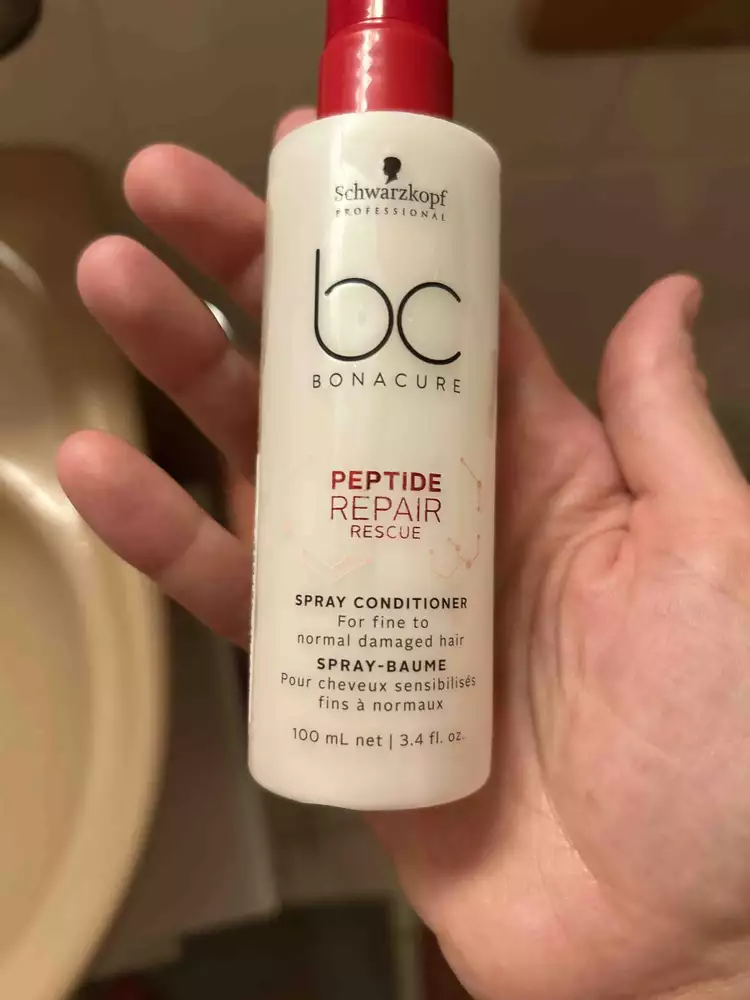 Schwarzkopf
PROFESSIONAL
bc
BONACURE
PEPTIDE
REPAIR
RESCUE
SPRAY CONDITIONER
For fine to
normal damaged hair
SPRAY-BAUME
Pour cheveux sensibilisés
fins à normaux
100 mL net | 3.4 fl. oz.